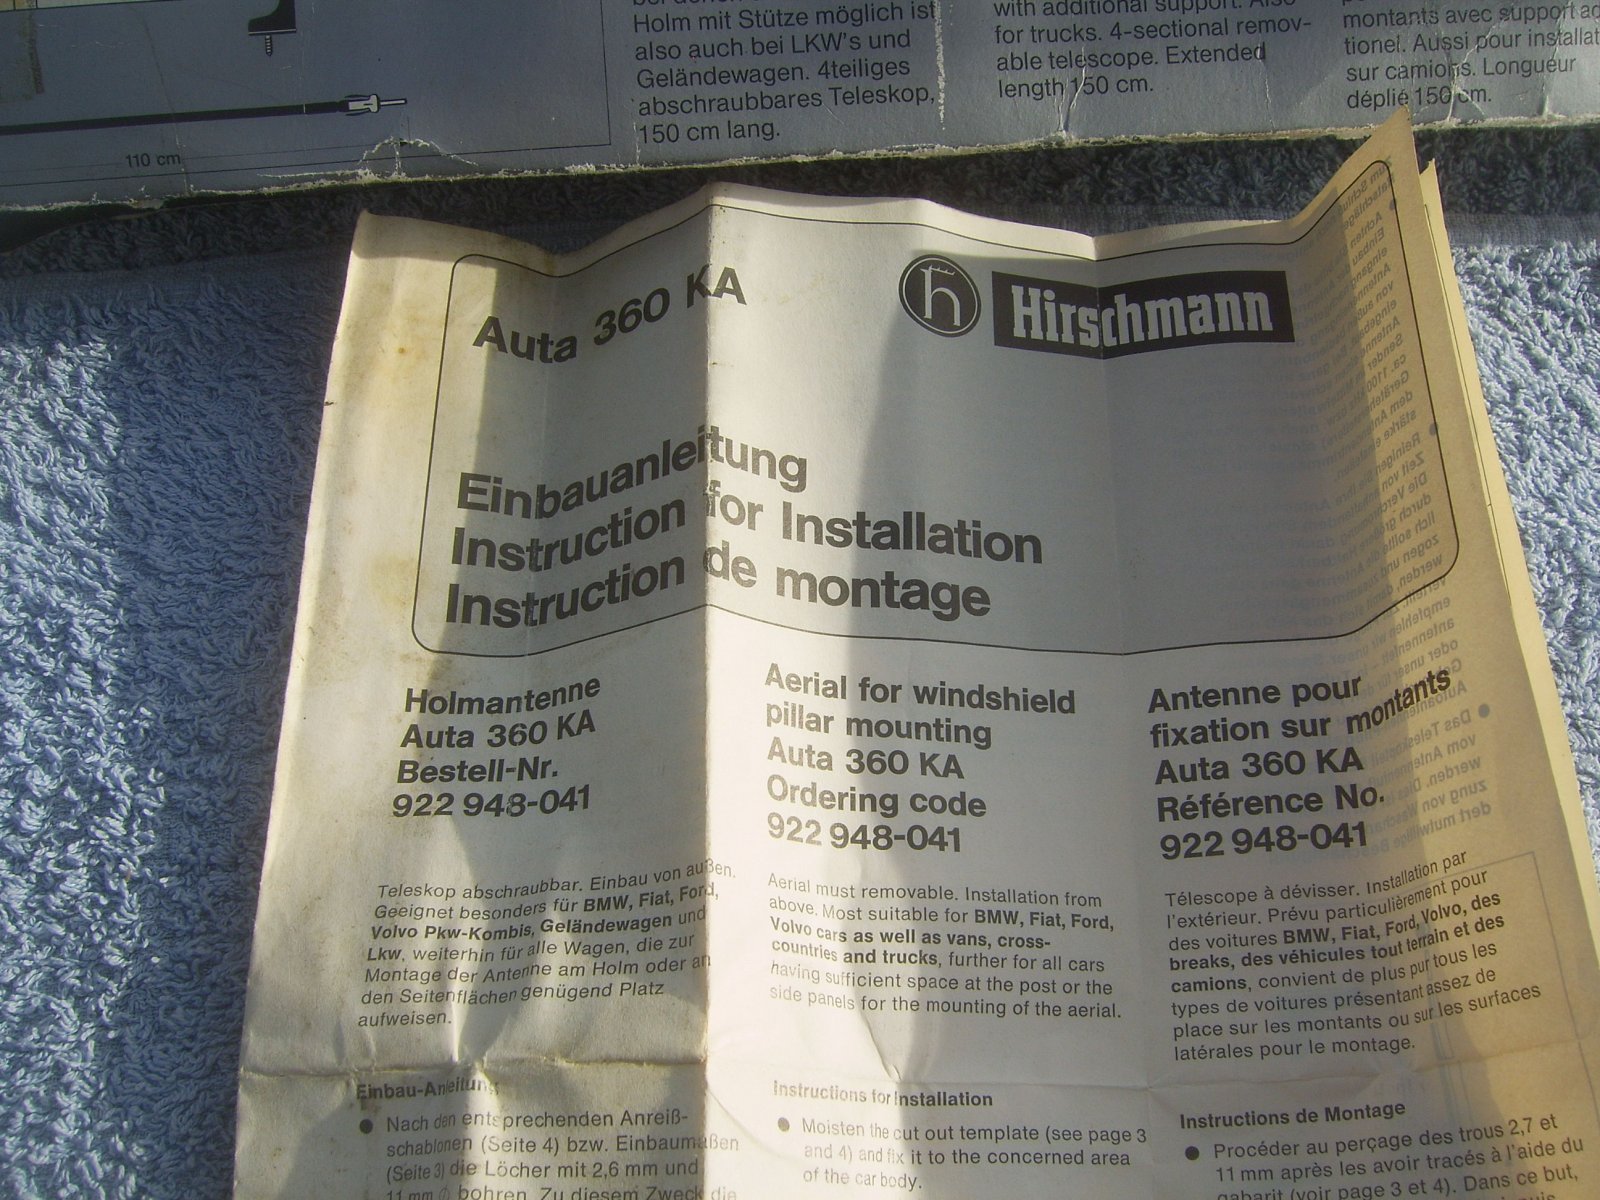 Holm mit Stütze möglich ist
also auch bei LKW's und
Geländewagen. 4teiliges
abschraubbares Teleskop,
150 cm lang.
with additional support. Also
for trucks. 4-sectional remov-
able telescope. Extended
length 150 cm.
montants avec support
tionel. Aussi pour
sur camions. Longueur
déplié 150 cm.
110 cm
Auta 360 KA
h
Hirschmann
Einbauanleitung
Instruction for Installation
Instruction de montage
Holmantenne
Auta 360 KA
Bestell-Nr.
922 948-041
Teleskop abschraubbar. Einbau von außen.
Geeignet besonders für BMW, Fiat, Ford,
Volvo Pkw-Kombis, Geländewagen und
Lkw, weiterhin für alle Wagen, die zur
Montage der Antenne am Holm oder an
den Seitenflächen genügend Platz
aufweisen.
Einbau-Anleitung
● Nach den entsprechenden Anreiß-
schablonen (Seite 4) bzw. Einbaumaßen
(Seite 3) die Löcher mit 2,6 mm und
11 mm ∅ bohren. Zu diesem Zweck die
Aerial for windshield
pillar mounting
Auta 360 KA
Ordering code
922 948-041
Aerial must removable. Installation from
above. Most suitable for BMW, Fiat, Ford,
Volvo cars as well as vans, cross-
countries and trucks, further for all cars
having sufficient space at the post or the
side panels for the mounting of the aerial.
Instructions for Installation
● Moisten the cut out template (see page 3
and 4) and fix it to the concerned area
of the car body.
Antenne pour
fixation sur montants
Auta 360 KA
Référence No.
922 948-041
Télescope à dévisser. Installation par
l'extérieur. Prévu particulièrement pour
des voitures BMW, Fiat, Ford, Volvo, des
breaks, des véhicules tout terrain et des
camions, convient de plus pur tous les
types de voitures présentant assez de
place sur les montants ou sur les surfaces
latérales pour le montage.
Instructions de Montage
● Procéder au perçage des trous 2,7 et
11 mm après les avoir tracés à l'aide du
gabarit (voir page 3 et 4). Dans ce but,